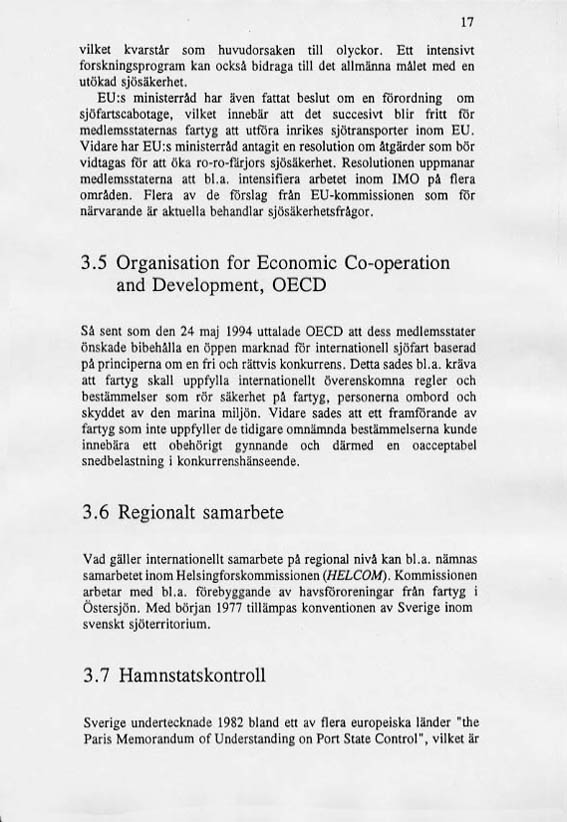 17
vilket kvarstår som huvudorsaken till olyckor. Ett intensivt
forskningsprogram kan också bidraga till det allmänna målet med en
utökad sjösäkerhet.
EU:s ministerråd har även fattat beslut om en förordning om
sjöfartscabotage, vilket innebär att det succesivt blir fritt för
medlemsstaternas fartyg att utföra inrikes sjötransporter inom EU.
Vidare har EU:s ministerråd antagit en resolution om åtgärder som bör
vidtagas för att öka ro-ro-färjors sjösäkerhet. Resolutionen uppmanar
medlemsstaterna att bl.a. intensifiera arbetet inom IMO på flera
områden. Flera av de förslag från EU-kommissionen som för
närvarande är aktuella behandlar sjösäkerhetsfrågor.
3.5 Organisation for Economic Co-operation
and Development, OECD
Så sent som den 24 maj 1994 uttalade OECD att dess medlemsstater
önskade bibehålla en öppen marknad för internationell sjöfart baserad
på principerna om en fri och rättvis konkurrens. Detta sades bl.a. kräva
att fartyg skall uppfylla internationellt överenskomna regler och
bestämmelser som rör säkerhet på fartyg, personerna ombord och
skyddet av den marina miljön. Vidare sades att ett framförande av
fartyg som inte uppfyller de tidigare omnämnda bestämmelserna kunde
innebära ett obehörigt gynnande och därmed en oacceptabel
snedbelastning i konkurrenshänseende.
3.6 Regionalt samarbete
Vad gäller internationellt samarbete på regional nivå kan bl.a. nämnas
samarbetet inom Helsingforskommissionen (HELCOM). Kommissionen
arbetar med bl.a. förebyggande av havsföroreningar från fartyg i
Östersjön. Med början 1977 tillämpas konventionen av Sverige inom
svenskt sjöterritorium.
3.7 Hamnstatskontroll
Sverige undertecknade 1982 bland ett av flera europeiska länder "the
Paris Memorandum of Understanding on Port State Control", vilket är